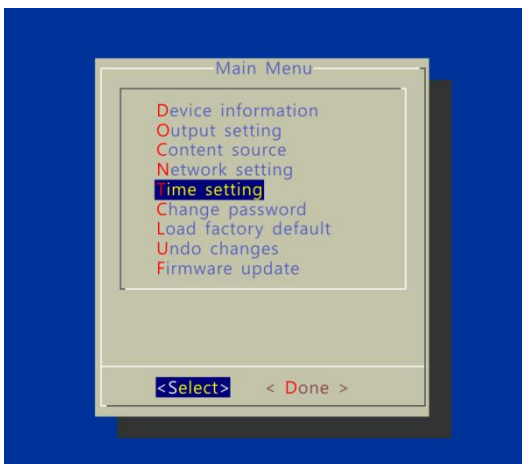 Main Menu
Device information
Output setting
Content source
Network setting
Time setting
Change password
Load factory default
Undo changes
Firmware update
<Select> < Done >